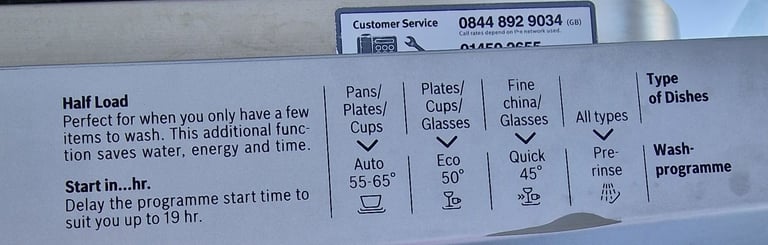 Customer Service 0844 892 9034 (GB)
Call rates depend on the network used.
Half Load
Perfect for when you only have a few
items to wash. This additional func-
tion saves water, energy and time.
Start in...hr.
Delay the programme start time to
suit you up to 19 hr.
Pans/
Plates/
Cups
Auto
55-65°
Plates/
Cups/
Glasses
Eco
50°
Fine
china/
Glasses
Quick
45°
All types
Pre-
rinse
Type
of Dishes
Wash-
programme